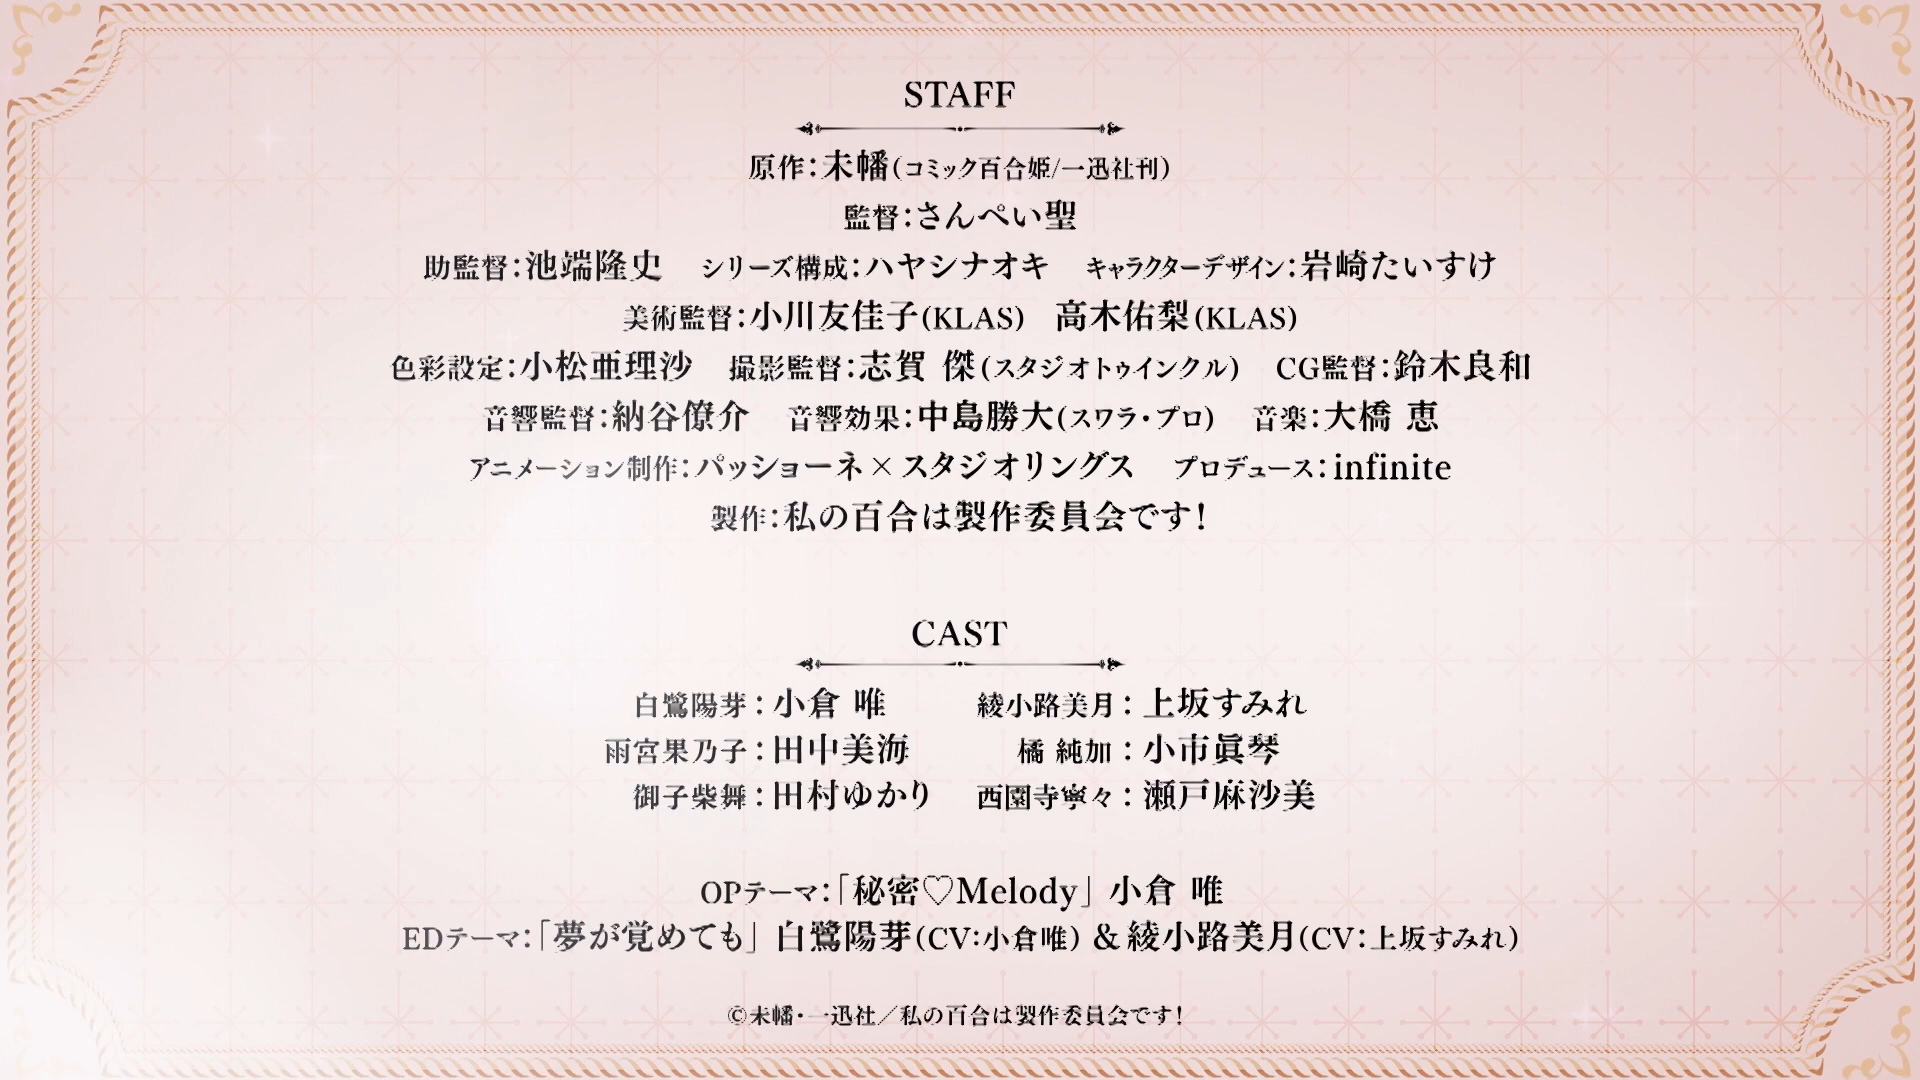 STAFF
原作：未幡（コミック百合姫/一迅社刊）
監督：さんぺい聖
助監督：池端隆史　シリーズ構成：ハヤシナオキ　キャラクターデザイン：岩崎たいすけ
美術監督：小川友佳子(KLAS)　高木佑梨(KLAS)
色彩設定：小松亜理沙　撮影監督：志賀 傑（スタジオトゥインクル）　CG監督：鈴木良和
音響監督：納谷僚介　音響効果：中島勝大（スワラ・プロ）　音楽：大橋 恵
アニメーション制作：パッショーネ×スタジオリングス　プロデュース：infinite
製作：私の百合は製作委員会です！
CAST
白鷺陽芽：小倉 唯　綾小路美月：上坂すみれ
雨宮果乃子：田中美海　橘 純加：小市眞琴
御子柴舞：田村ゆかり　西園寺寧々：瀬戸麻沙美
OPテーマ：「秘密♡Melody」小倉 唯
EDテーマ：「夢が覚めても」白鷺陽芽（CV：小倉唯）＆綾小路美月（CV：上坂すみれ）
©未幡・一迅社／私の百合は製作委員会です！